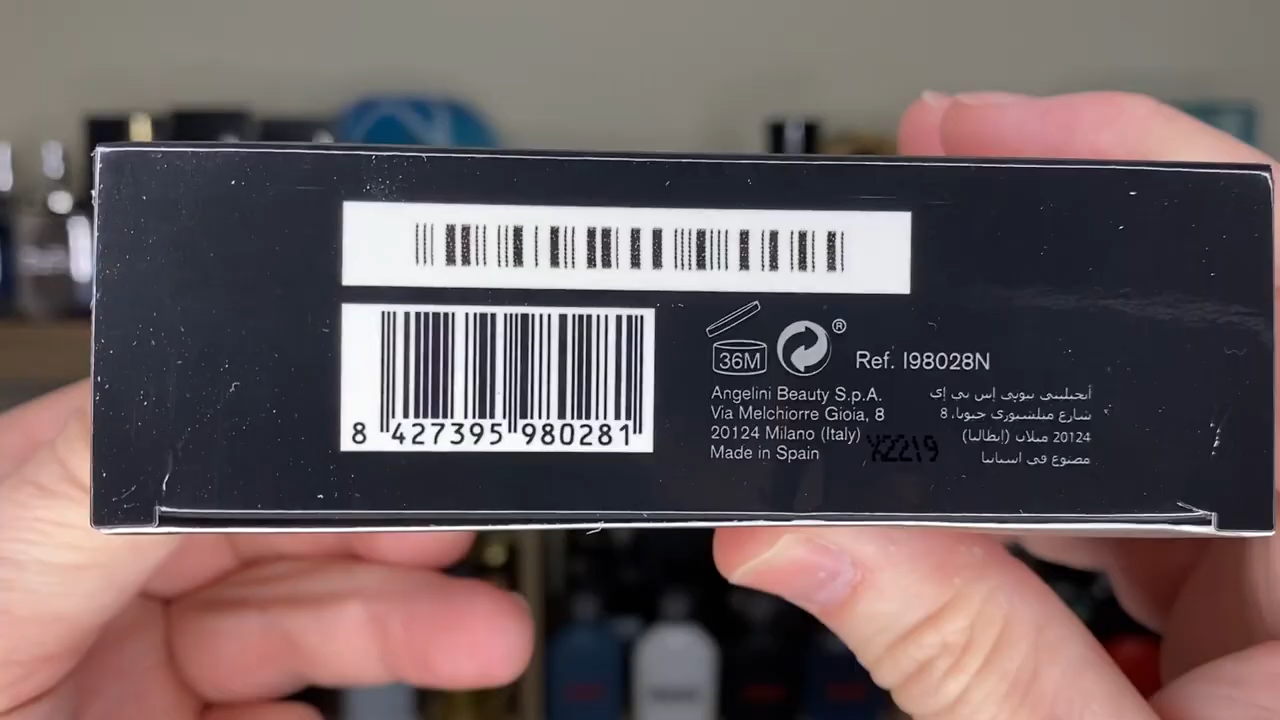 36M
®
Ref. I98028N
Angelini Beauty S.p.A.
Via Melchiorre Gioia, 8
20124 Milano (Italy)
Made in Spain
X2219
أنجيليني بيوتي إس بي إي
شارع ميلشيوري جيويا، 8
20124 ميلان (إيطاليا)
مصنوع في اسبانيا
8 427395 980281